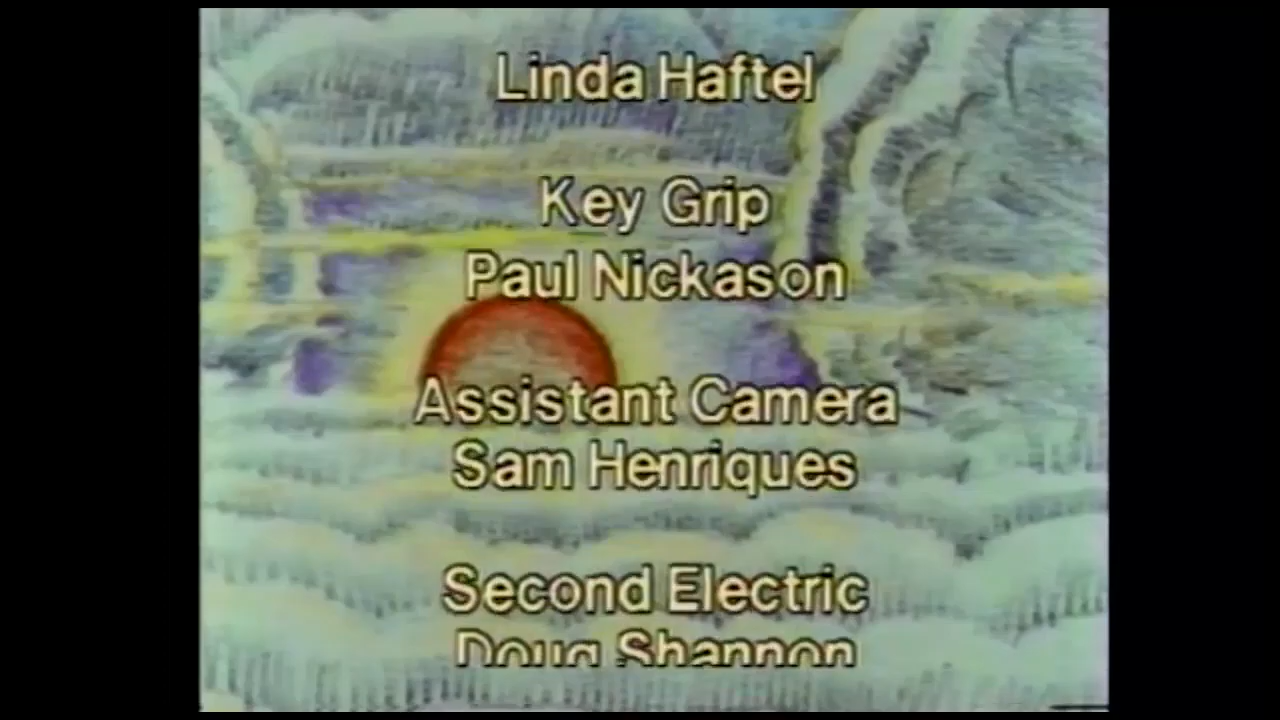 Linda Haftel
Key Grip
Paul Nickason
Assistant Camera
Sam Henriques
Second Electric
Doug Shannon